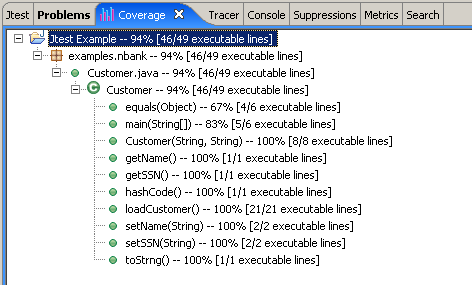 Jtest Problems Coverage Tracer Console Suppressions Metrics Search
Jtest Example -- 94% [46/49 executable lines]
examples.nbank -- 94% [46/49 executable lines]
Customer.java -- 94% [46/49 executable lines]
C Customer -- 94% [46/49 executable lines]
equals(Object) -- 67% [4/6 executable lines]
main(String[]) -- 83% [5/6 executable lines]
Customer(String, String) -- 100% [8/8 executable lines]
getName() -- 100% [1/1 executable lines]
getSSN() -- 100% [1/1 executable lines]
hashCode() -- 100% [1/1 executable lines]
loadCustomer() -- 100% [21/21 executable lines]
setName(String) -- 100% [2/2 executable lines]
setSSN(String) -- 100% [2/2 executable lines]
toStrng() -- 100% [1/1 executable lines]